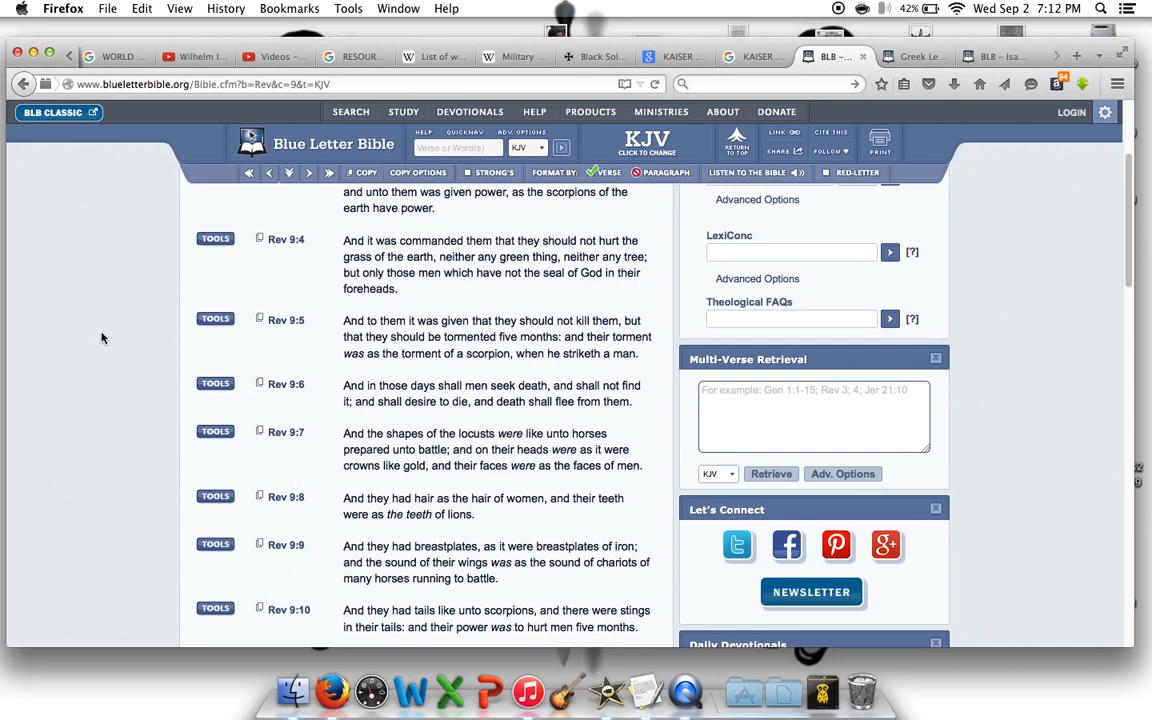 Firefox File Edit View History Bookmarks Tools Window Help 42% Wed Sep 2 7:12 PM
WORLD ... Wilhelm I... Videos –... RESOUR... List of w... Military ... Black Sol... KAISER ... KAISER ... BLB –... Greek Le... BLB – Isa...
www.blueletterbible.org/Bible.cfm?b=Rev&c=9&t=KJV 94
BLB CLASSIC SEARCH STUDY DEVOTIONALS HELP PRODUCTS MINISTRIES ABOUT DONATE LOGIN
HELP QUICKNAV ADV. OPTIONS
Blue Letter Bible Verse or Word(s) KJV
KJV
CLICK TO CHANGE
RETURN
TO TOP
LINK CITE THIS
SHARE FOLLOW
PRINT
COPY COPY OPTIONS STRONG'S FORMAT BY: VERSE PARAGRAPH LISTEN TO THE BIBLE RED-LETTER
and unto them was given power, as the scorpions of the
earth have power.
TOOLS Rev 9:4 And it was commanded them that they should not hurt the
grass of the earth, neither any green thing, neither any tree;
but only those men which have not the seal of God in their
foreheads.
TOOLS Rev 9:5 And to them it was given that they should not kill them, but
that they should be tormented five months: and their torment
was as the torment of a scorpion, when he striketh a man.
TOOLS Rev 9:6 And in those days shall men seek death, and shall not find
it; and shall desire to die, and death shall flee from them.
TOOLS Rev 9:7 And the shapes of the locusts were like unto horses
prepared unto battle; and on their heads were as it were
crowns like gold, and their faces were as the faces of men.
TOOLS Rev 9:8 And they had hair as the hair of women, and their teeth
were as the teeth of lions.
TOOLS Rev 9:9 And they had breastplates, as it were breastplates of iron;
and the sound of their wings was as the sound of chariots of
many horses running to battle.
TOOLS Rev 9:10 And they had tails like unto scorpions, and there were stings
in their tails: and their power was to hurt men five months.
Advanced Options
LexiConc
[?]
Advanced Options
Theological FAQs
[?]
Multi-Verse Retrieval
For example: Gen 1:1-15; Rev 3; 4; Jer 21:10
KJV Retrieve Adv. Options
Let's Connect
NEWSLETTER
Daily Devotionals